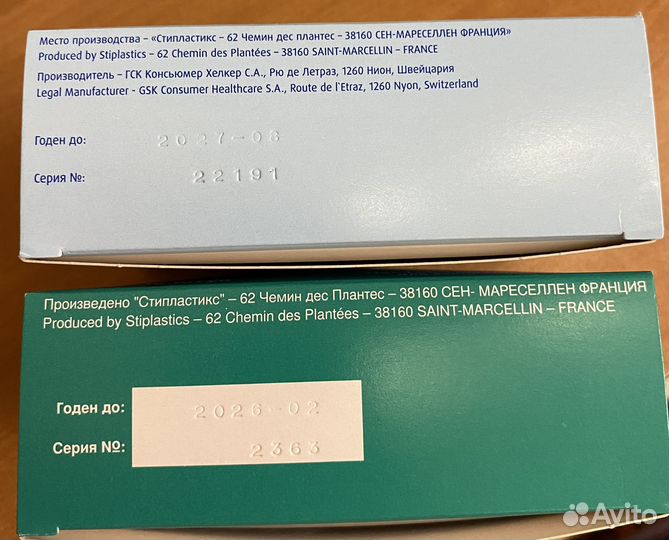 Место производства – «Стипластик – 62 Чемин дес плантес – 38160 СЕН-МАРЕСЕЛЛЕН ФРАНЦИЯ»
Produced by Stiplastics – 62 Chemin des Plantées – 38160 SAINT-MARCELLIN – FRANCE
Производитель – ГСК Консьюмер Хелкер С.А., Рю де Летраз, 1260 Нион, Швейцария
Legal Manufacturer - GSK Consumer Healthcare S.A., Route de l'Etraz, 1260 Nyon, Switzerland
Годен до: 2027-08
Серия №: 22191
Произведено "Стипластикс" – 62 Чемин дес Плантес – 38160 СЕН- МАРЕСЕЛЛЕН ФРАНЦИЯ
Produced by Stiplastics – 62 Chemin des Plantées – 38160 SAINT-MARCELLIN – FRANCE
Годен до: 2026-02
Серия №: 2363
Avito